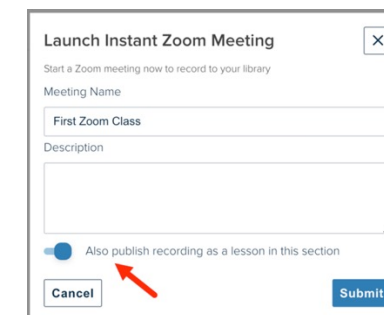 Launch Instant Zoom Meeting
Start a Zoom meeting now to record to your library
Meeting Name
First Zoom Class
Description
Also publish recording as a lesson in this section
Cancel
Submit